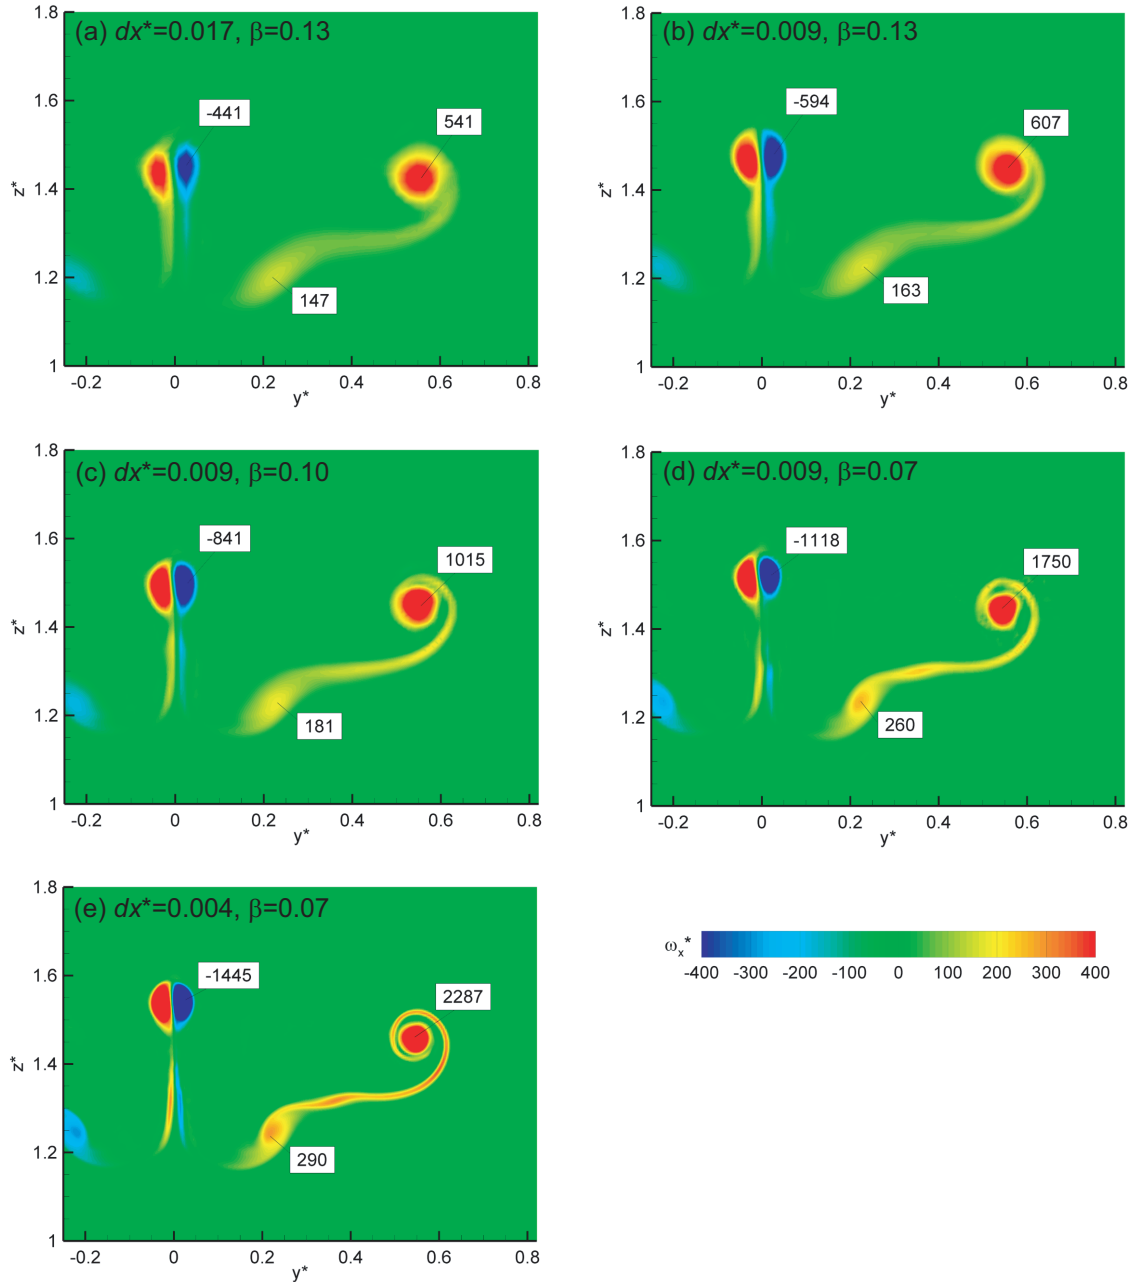 (a) dx*=0.017, β=0.13
1.8
1.6
1.4
1.2
1
z*
-441
541
147
-0.2 0 0.2 0.4 0.6 0.8
y*
(b) dx*=0.009, β=0.13
1.8
1.6
1.4
1.2
1
z*
-594
607
163
-0.2 0 0.2 0.4 0.6 0.8
y*
(c) dx*=0.009, β=0.10
1.8
1.6
1.4
1.2
1
z*
-841
1015
181
-0.2 0 0.2 0.4 0.6 0.8
y*
(d) dx*=0.009, β=0.07
1.8
1.6
1.4
1.2
1
z*
-1118
1750
260
-0.2 0 0.2 0.4 0.6 0.8
y*
(e) dx*=0.004, β=0.07
1.8
1.6
1.4
1.2
1
z*
-1445
2287
290
-0.2 0 0.2 0.4 0.6 0.8
y*
ωx*
-400 -300 -200 -100 0 100 200 300 400